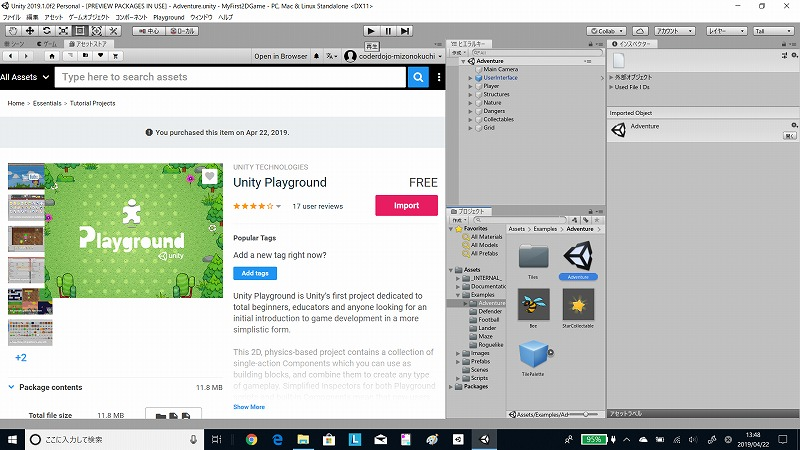 Unity 2019.1.0f2 Personal - [PREVIEW PACKAGES IN USE] - Adventure.unity - MyFirst2DGame - PC, Mac & Linux Standalone <DX11>
ファイル 編集 アセット ゲームオブジェクト コンポーネント Playground ウィンドウ ヘルプ
中心 ローカル
Collab アカウント レイヤー Tall
再生
シーン ゲーム アセットストア
Open in Browser coderdojo-mizonokuchi
All Assets Type here to search assets
Home > Essentials > Tutorial Projects
You purchased this item on Apr 22, 2019.
Playground
unity
+2
UNITY TECHNOLOGIES
Unity Playground FREE
17 user reviews Import
Popular Tags
Add a new tag right now?
Add tags
Unity Playground is Unity's first project dedicated to
total beginners, educators and anyone looking for an
initial introduction to game development in a more
simplistic form.
This 2D, physics-based project contains a collection of
single-action Components which you can use as
building blocks, and combine them to create any type
of gameplay. Simplified Inspectors for both Playground
Show More
Package contents 11.8 MB
Total file size 11.8 MB
ヒエラルキー
作成 All
Adventure
Main Camera
UserInterface
Player
Structures
Nature
Dangers
Collectables
Grid
プロジェクト
作成
Favorites
All Materials
All Models
All Prefabs
Assets
_INTERNAL_
Documentation
Examples
Adventure
Defender
Football
Lander
Maze
Roguelike
Images
Prefabs
Scenes
Scripts
Packages
Assets > Examples > Adventure
Tiles
Adventure
Bee
StarCollectable
TilePalette
Assets/Examples/Ad
インスペクター
外部オブジェクト
Used File I Ds
Imported Object
Adventure
開く
アセットラベル
ここに入力して検索
95%
13:48
2019/04/22